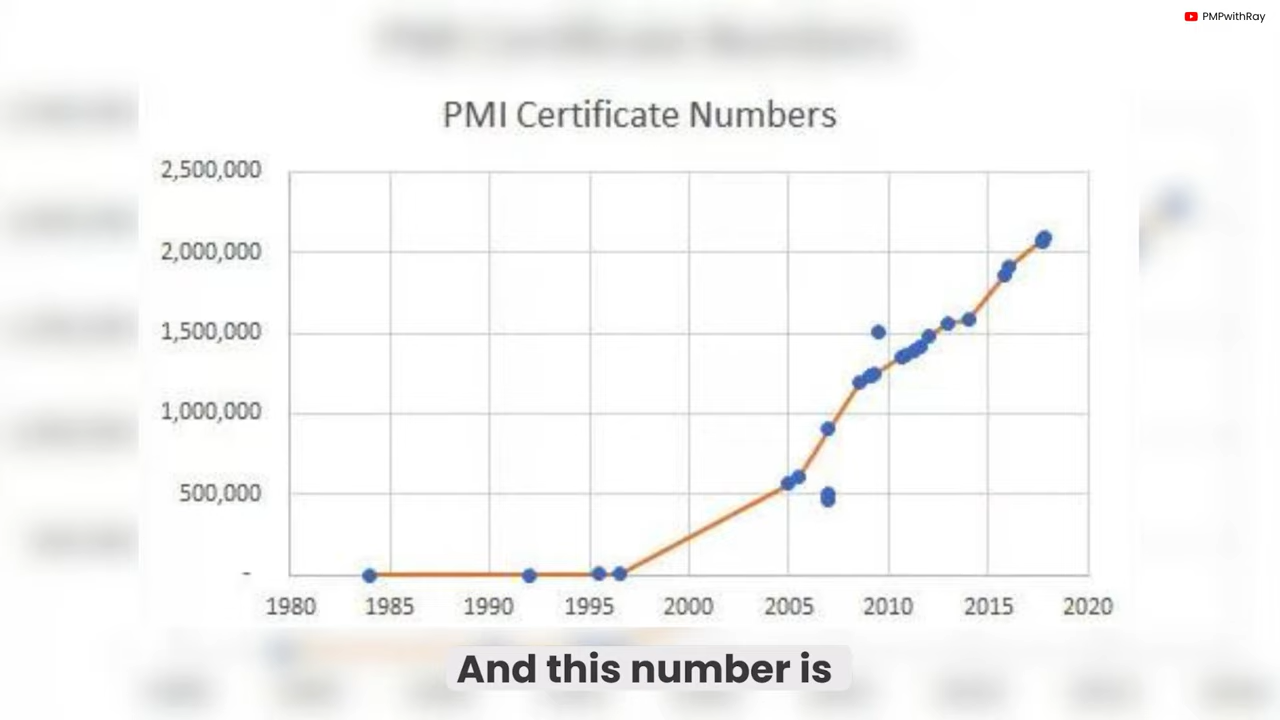 PMPwithRay
PMI Certificate Numbers
2,500,000
2,000,000
1,500,000
1,000,000
500,000
-
1980 1985 1990 1995 2000 2005 2010 2015 2020
And this number is